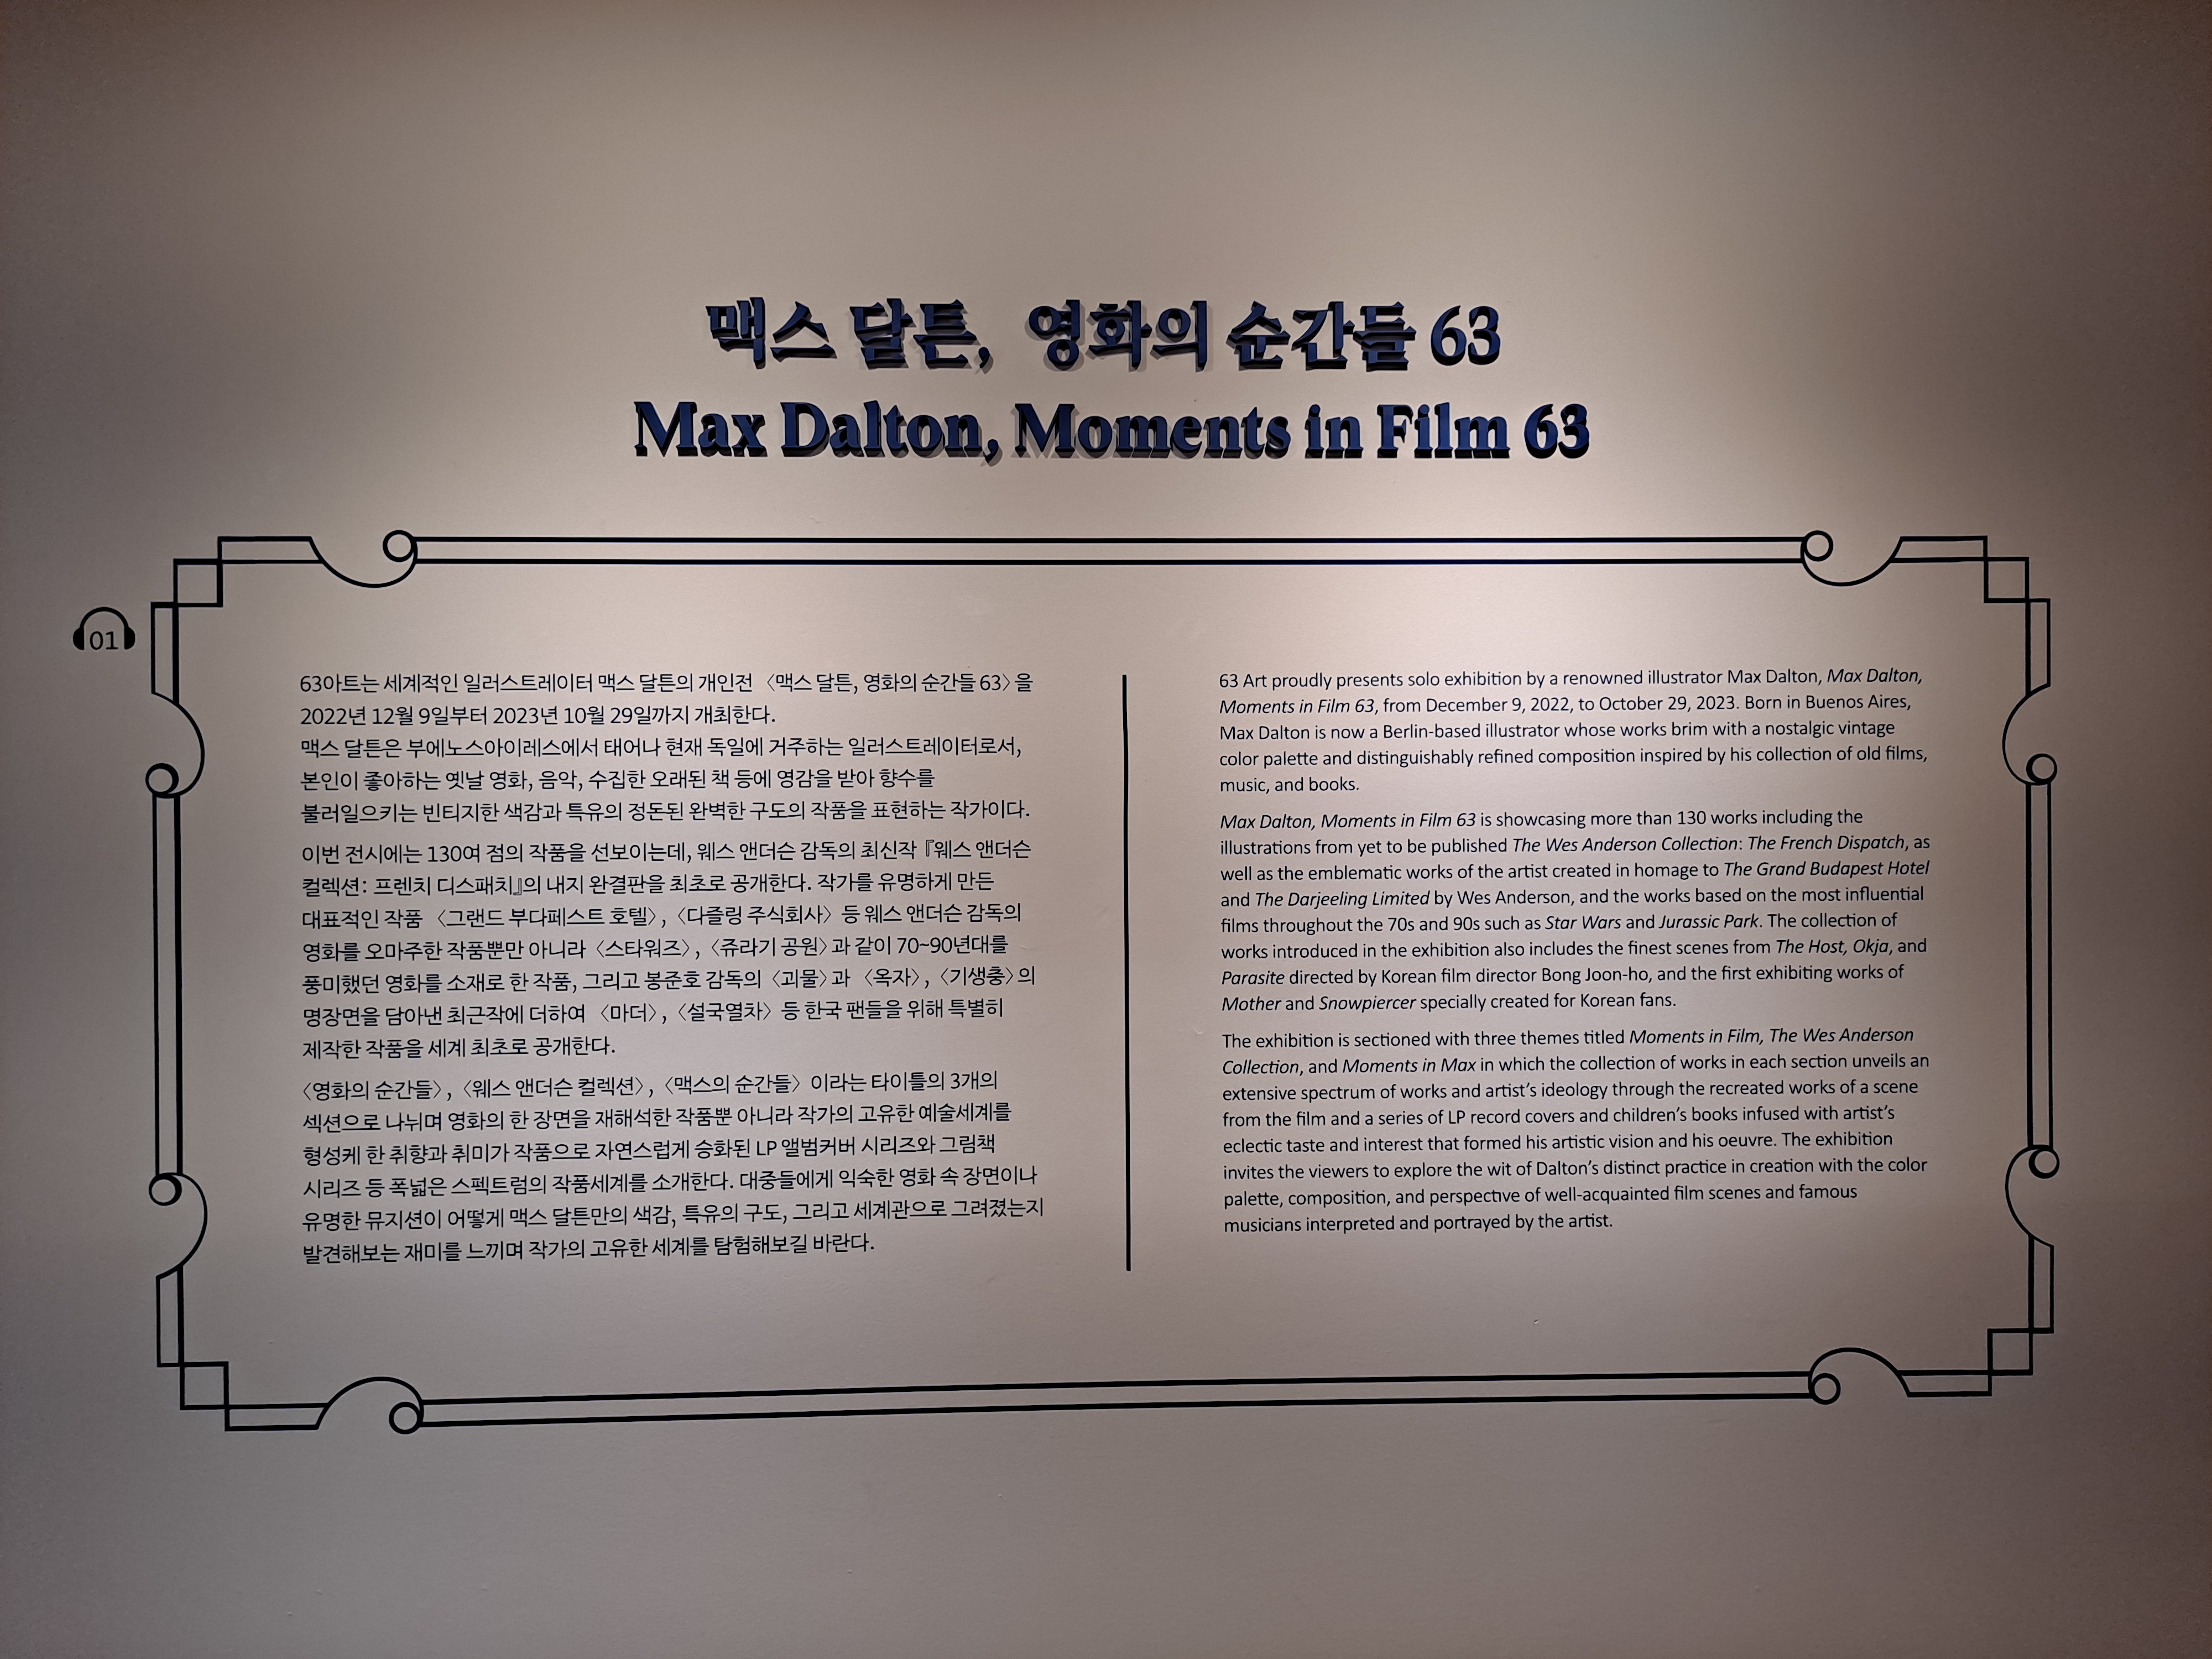 맥스 달튼, 영화의 순간들 63
Max Dalton, Moments in Film 63
01
63아트는 세계적인 일러스트레이터 맥스 달튼의 개인전 〈맥스 달튼, 영화의 순간들 63〉을
2022년 12월 9일부터 2023년 10월 29일까지 개최한다.
맥스 달튼은 부에노스아이레스에서 태어나 현재 독일에 거주하는 일러스트레이터로서,
본인이 좋아하는 옛날 영화, 음악, 수집한 오래된 책 등에 영감을 받아 향수를
불러일으키는 빈티지한 색감과 특유의 정돈된 완벽한 구도의 작품을 표현하는 작가이다.
이번 전시에는 130여 점의 작품을 선보이는데, 웨스 앤더슨 감독의 최신작 『웨스 앤더슨
컬렉션: 프렌치 디스패치』의 내지 완결판을 최초로 공개한다. 작가를 유명하게 만든
대표적인 작품 〈그랜드 부다페스트 호텔〉, 〈다즐링 주식회사〉 등 웨스 앤더슨 감독의
영화를 오마주한 작품뿐만 아니라 〈스타워즈〉, 〈쥬라기 공원〉과 같이 70~90년대를
풍미했던 영화를 소재로 한 작품, 그리고 봉준호 감독의 〈괴물〉과 〈옥자〉, 〈기생충〉의
명장면을 담아낸 최근작에 더하여 〈마더〉, 〈설국열차〉 등 한국 팬들을 위해 특별히
제작한 작품을 세계 최초로 공개한다.
〈영화의 순간들〉, 〈웨스 앤더슨 컬렉션〉, 〈맥스의 순간들〉 이라는 타이틀의 3개의
섹션으로 나뉘며 영화의 한 장면을 재해석한 작품뿐 아니라 작가의 고유한 예술세계를
형성케 한 취향과 취미가 작품으로 자연스럽게 승화된 LP 앨범커버 시리즈와 그림책
시리즈 등 폭넓은 스펙트럼의 작품세계를 소개한다. 대중들에게 익숙한 영화 속 장면이나
유명한 뮤지션이 어떻게 맥스 달튼만의 색감, 특유의 구도, 그리고 세계관으로 그려졌는지
발견해보는 재미를 느끼며 작가의 고유한 세계를 탐험해보길 바란다.
63 Art proudly presents solo exhibition by a renowned illustrator Max Dalton, Max Dalton,
Moments in Film 63, from December 9, 2022, to October 29, 2023. Born in Buenos Aires,
Max Dalton is now a Berlin-based illustrator whose works brim with a nostalgic vintage
color palette and distinguishably refined composition inspired by his collection of old films,
music, and books.
Max Dalton, Moments in Film 63 is showcasing more than 130 works including the
illustrations from yet to be published The Wes Anderson Collection: The French Dispatch, as
well as the emblematic works of the artist created in homage to The Grand Budapest Hotel
and The Darjeeling Limited by Wes Anderson, and the works based on the most influential
films throughout the 70s and 90s such as Star Wars and Jurassic Park. The collection of
works introduced in the exhibition also includes the finest scenes from The Host, Okja, and
Parasite directed by Korean film director Bong Joon-ho, and the first exhibiting works of
Mother and Snowpiercer specially created for Korean fans.
The exhibition is sectioned with three themes titled Moments in Film, The Wes Anderson
Collection, and Moments in Max in which the collection of works in each section unveils an
extensive spectrum of works and artist's ideology through the recreated works of a scene
from the film and a series of LP record covers and children's books infused with artist's
eclectic taste and interest that formed his artistic vision and his oeuvre. The exhibition
invites the viewers to explore the wit of Dalton's distinct practice in creation with the color
palette, composition, and perspective of well-acquainted film scenes and famous
musicians interpreted and portrayed by the artist.